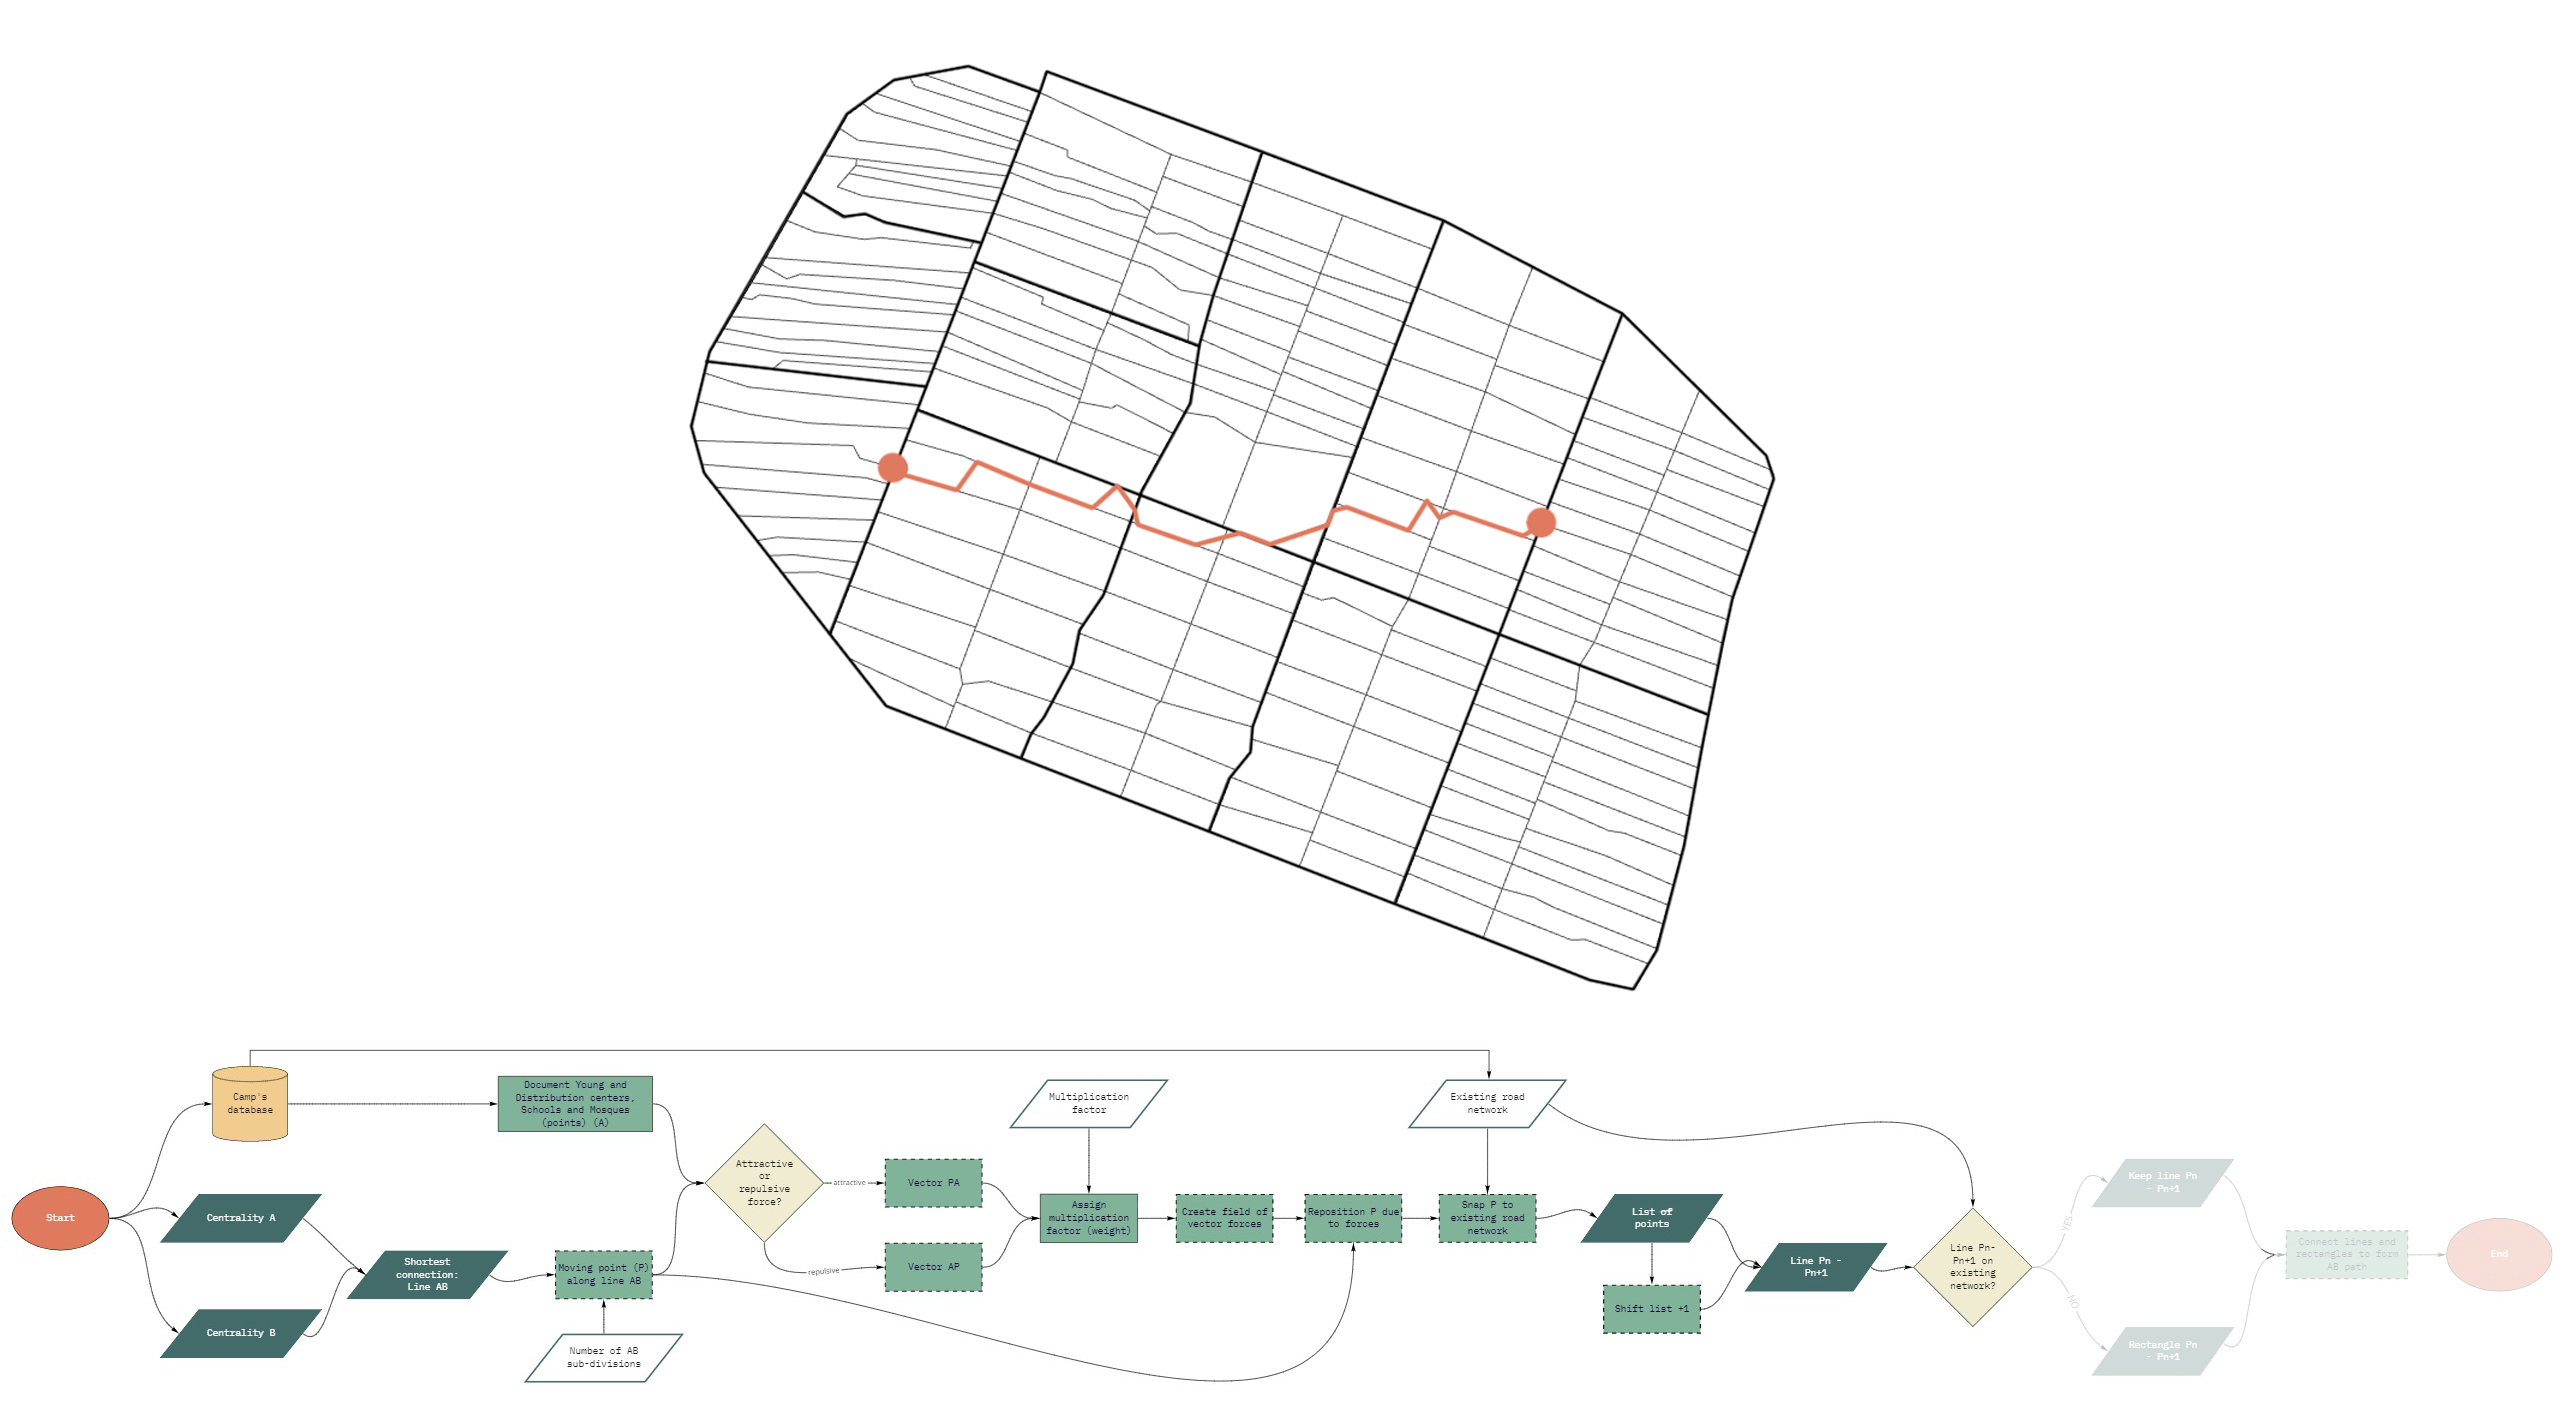 Start
Camp's
database
Centrality A
Centrality B
Shortest
connection:
Line AB
Document Young and
Distribution centers,
Schools and Mosques
(points) (A)
Moving point (P)
along line AB
Number of AB
sub-divisions
Attractive
or
repulsive
force?
attractive
repulsive
Vector PA
Vector AP
Multiplication
factor
Assign
multiplication
factor (weight)
Create field of
vector forces
Reposition P due
to forces
Existing road
network
Snap P to
existing road
network
List of
points
Shift list +1
Line Pn -
Pn+1
Line Pn-
Pn+1 on
existing
network?
YES
NO
Keep line Pn
- Pn+1
Rectangle Pn
- Pn+1
Connect lines and
rectangles to form
AB path
End